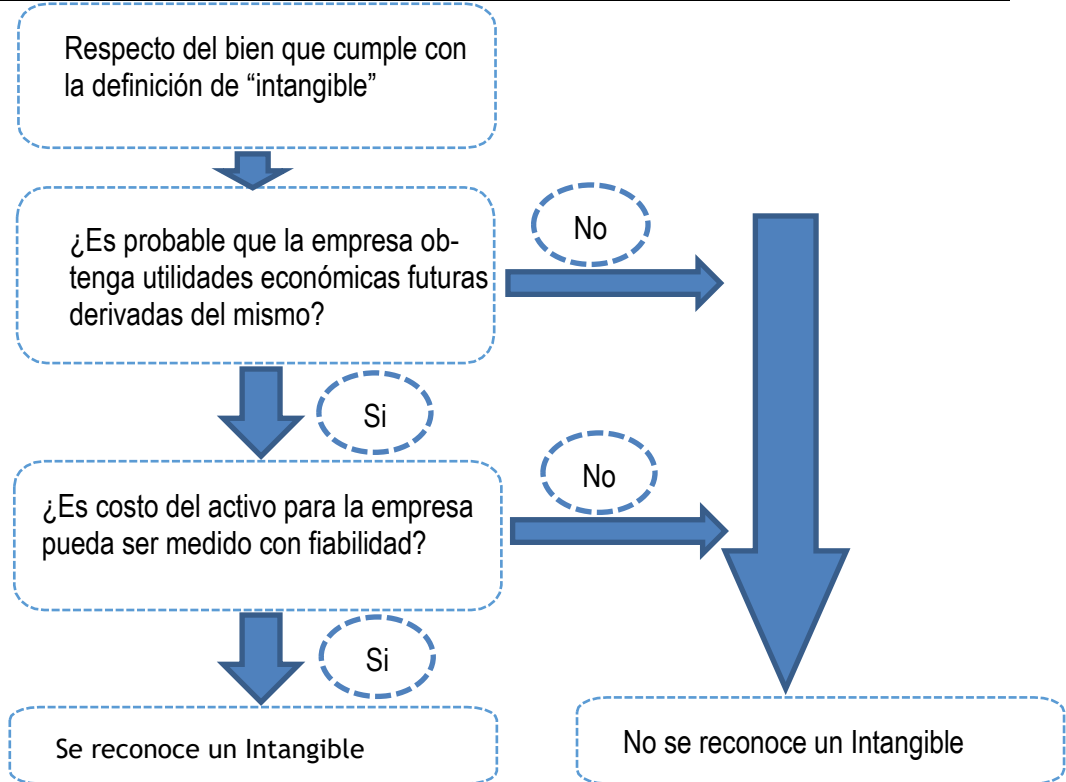 Respecto del bien que cumple con
la definición de “intangible”
¿Es probable que la empresa ob-
tenga utilidades económicas futuras
derivadas del mismo?
No
Si
¿Es costo del activo para la empresa
pueda ser medido con fiabilidad?
No
Si
Se reconoce un Intangible
No se reconoce un Intangible